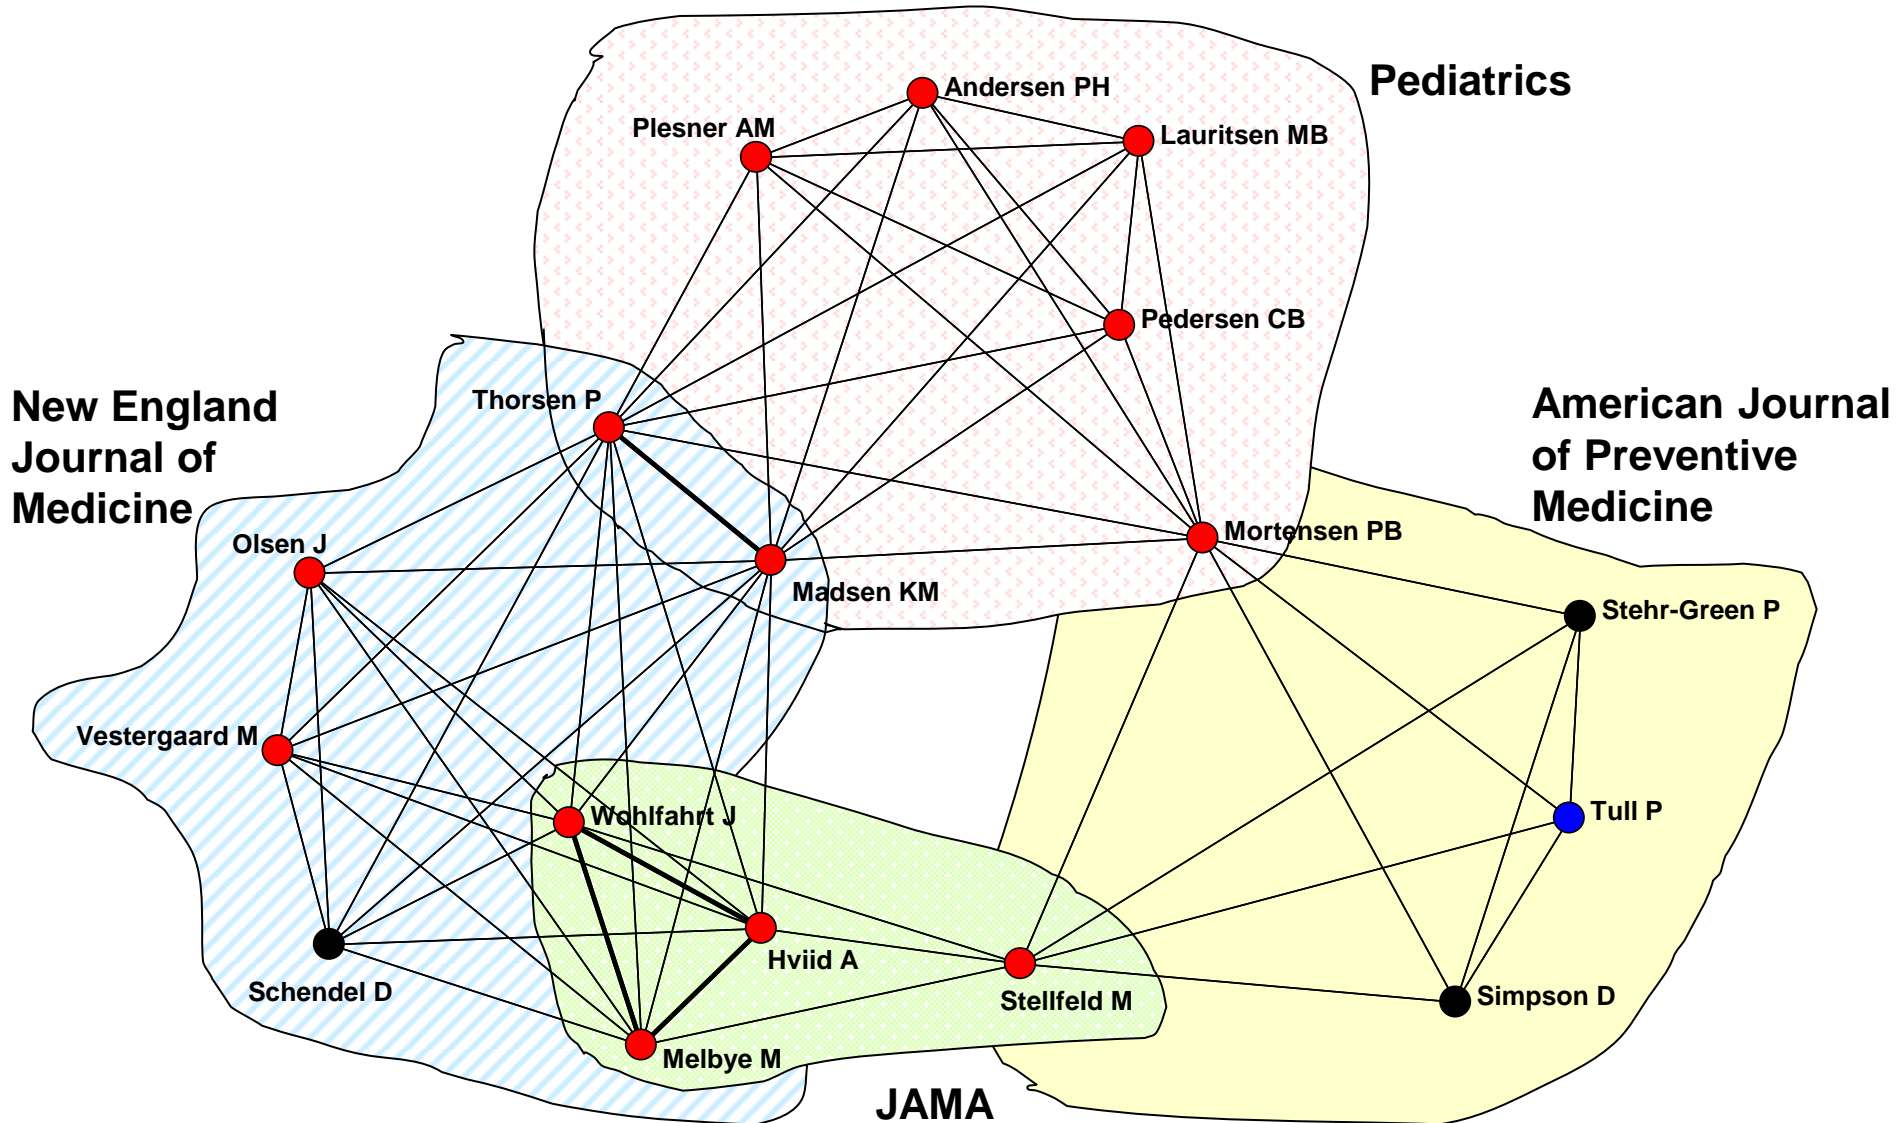 Pediatrics
Andersen PH
Plesner AM
Lauritsen MB
Pedersen CB
New England
Journal of
Medicine
Thorsen P
American Journal
of Preventive
Medicine
Mortensen PB
Olsen J
Madsen KM
Stehr-Green P
Vestergaard M
Wohlfahrt J
Tull P
Hviid A
Schendel D
Stellfeld M
Simpson D
Melbye M
JAMA